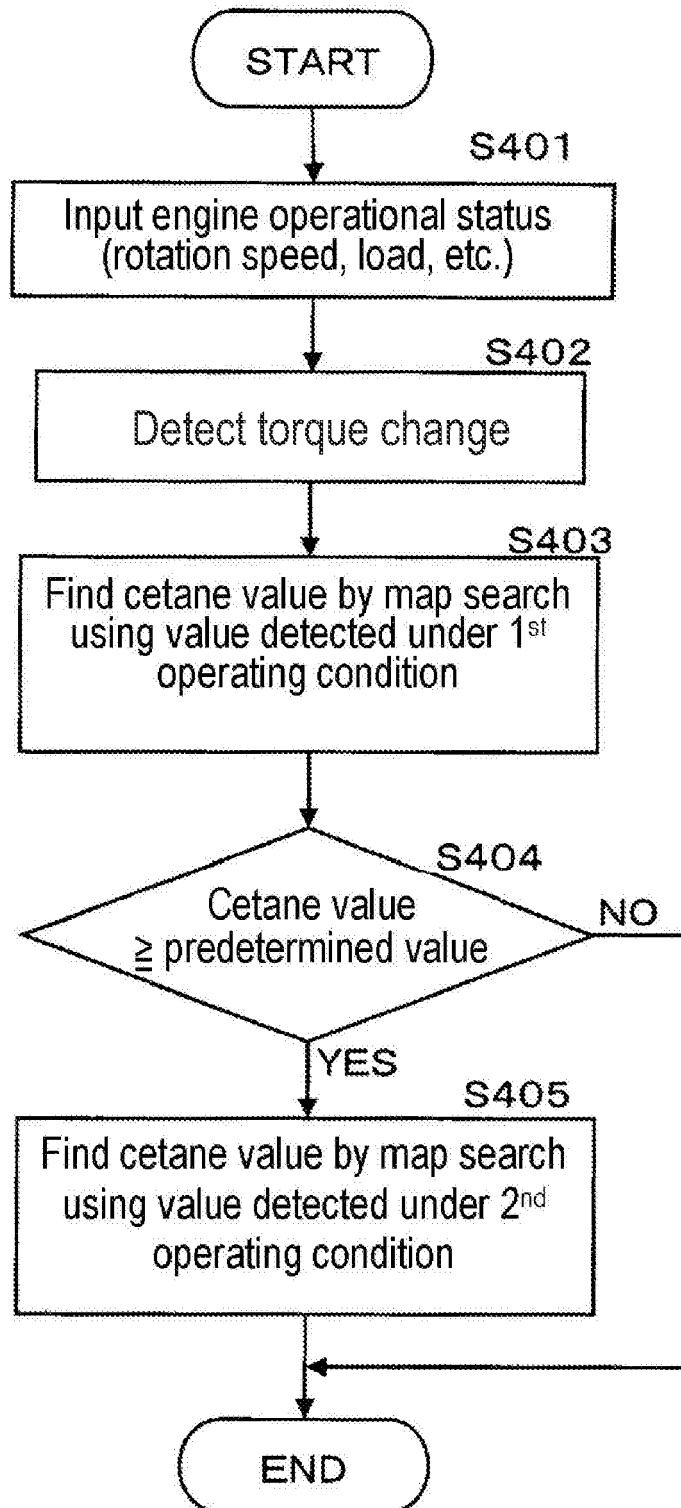 START
S401
Input engine operational status
(rotation speed, load, etc.)
S402
Detect torque change
S403
Find cetane value by map search
using value detected under 1st
operating condition
S404
Cetane value
≧ predetermined value
NO
YES
S405
Find cetane value by map search
using value detected under 2nd
operating condition
END